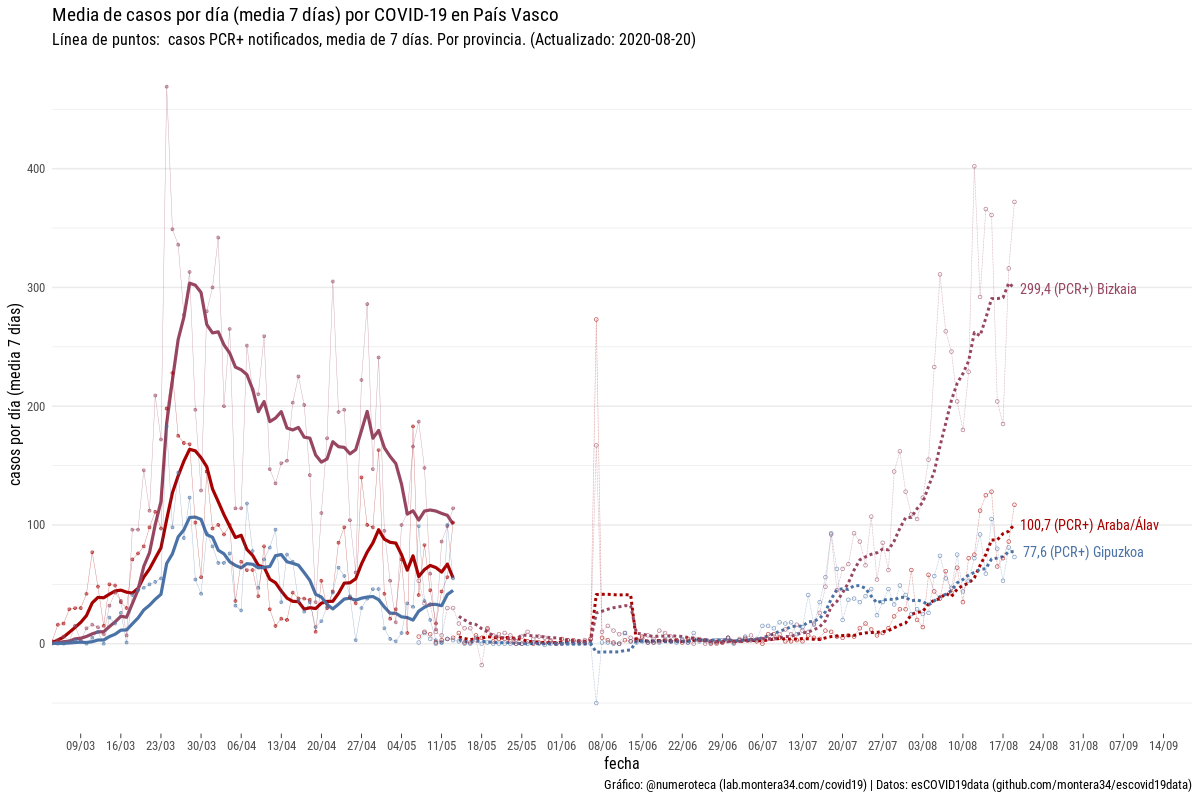 Media de casos por día (media 7 días) por COVID-19 en País Vasco
Línea de puntos:  casos PCR+ notificados, media de 7 días. Por provincia. (Actualizado: 2020-08-20)
casos por día (media 7 días)
400
300
200
100
0
299,4 (PCR+) Bizkaia
100,7 (PCR+) Araba/Álav
77,6 (PCR+) Gipuzkoa
09/03 16/03 23/03 30/03 06/04 13/04 20/04 27/04 04/05 11/05 18/05 25/05 01/06 08/06 15/06 22/06 29/06 06/07 13/07 20/07 27/07 03/08 10/08 17/08 24/08 31/08 07/09 14/09
fecha
Gráfico: @numeroteca (lab.montera34.com/covid19) | Datos: esCOVID19data (github.com/montera34/escovid19data)